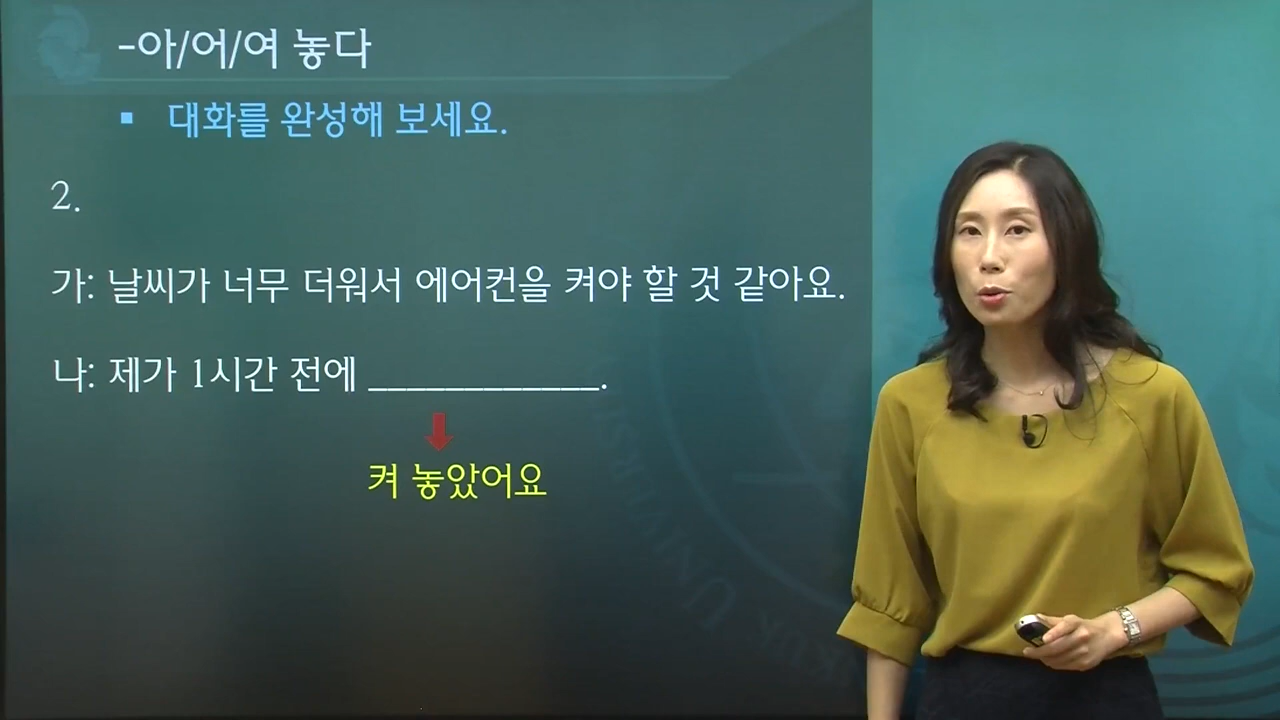 -아/어/여 놓다
▪ 대화를 완성해 보세요.
2.
가: 날씨가 너무 더워서 에어컨을 켜야 할 것 같아요.
나: 제가 1시간 전에 ____________.
켜 놓았어요